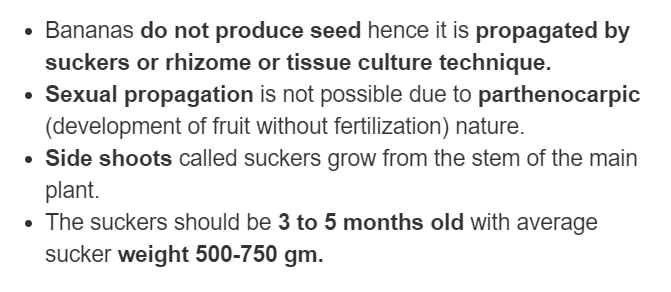 • Bananas do not produce seed hence it is propagated by
suckers or rhizome or tissue culture technique.
• Sexual propagation is not possible due to parthenocarpic
(development of fruit without fertilization) nature.
• Side shoots called suckers grow from the stem of the main
plant.
• The suckers should be 3 to 5 months old with average
sucker weight 500-750 gm.